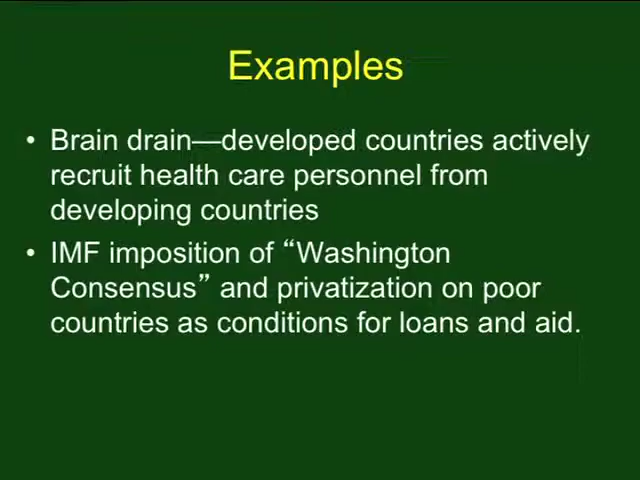 Examples
• Brain drain—developed countries actively
recruit health care personnel from
developing countries
• IMF imposition of “Washington
Consensus” and privatization on poor
countries as conditions for loans and aid.